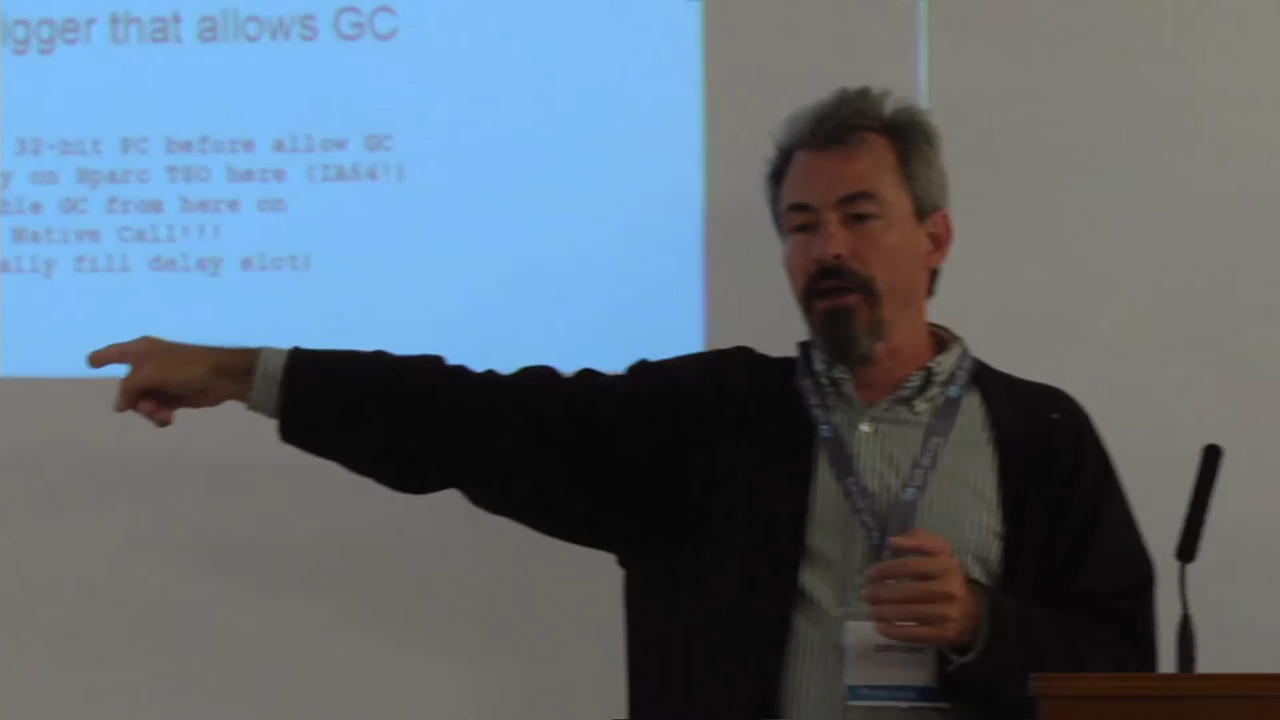 igger that allows GC
32-bit PC before allow GC
y on Sparc TSO here (IA64!)
ble GC from here on
Native Call!!!
ally fill delay slot)